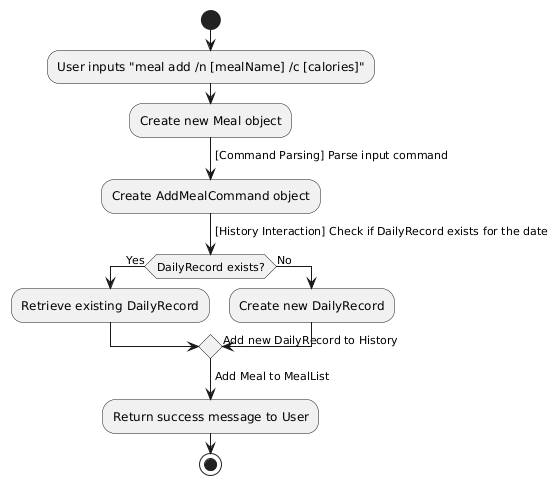 User inputs "meal add /n [mealName] /c [calories]"
Create new Meal object
[Command Parsing] Parse input command
Create AddMealCommand object
[History Interaction] Check if DailyRecord exists for the date
Yes
DailyRecord exists?
No
Retrieve existing DailyRecord
Create new DailyRecord
Add new DailyRecord to History
Add Meal to MealList
Return success message to User